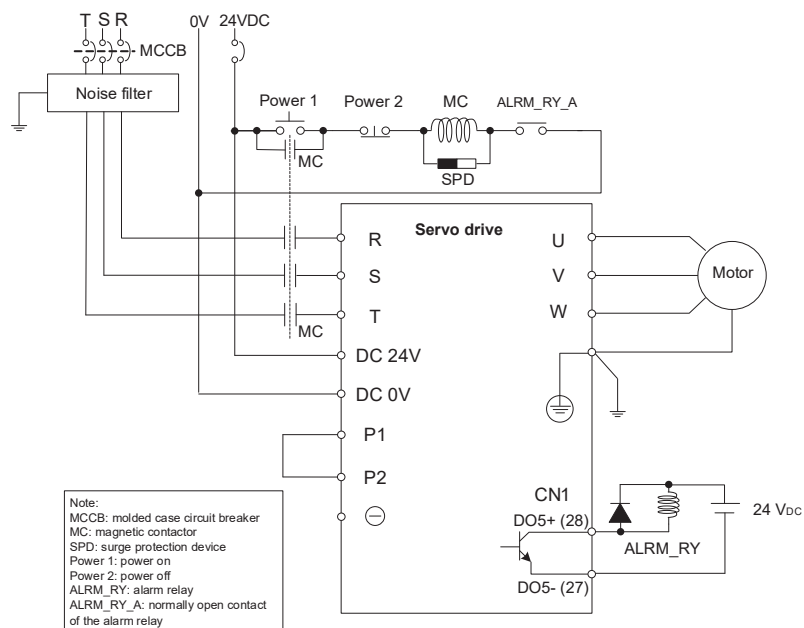 T S R
0V 24VDC
MCCB
Noise filter
Power 1
Power 2
MC
ALRM_RY_A
MC
SPD
Servo drive
R
U
S
V
Motor
T
W
MC
DC 24V
DC 0V
P1
P2
CN1
24 VDC
DO5+ (28)
ALRM_RY
DO5- (27)
Note:
MCCB: molded case circuit breaker
MC: magnetic contactor
SPD: surge protection device
Power 1: power on
Power 2: power off
ALRM_RY: alarm relay
ALRM_RY_A: normally open contact
of the alarm relay